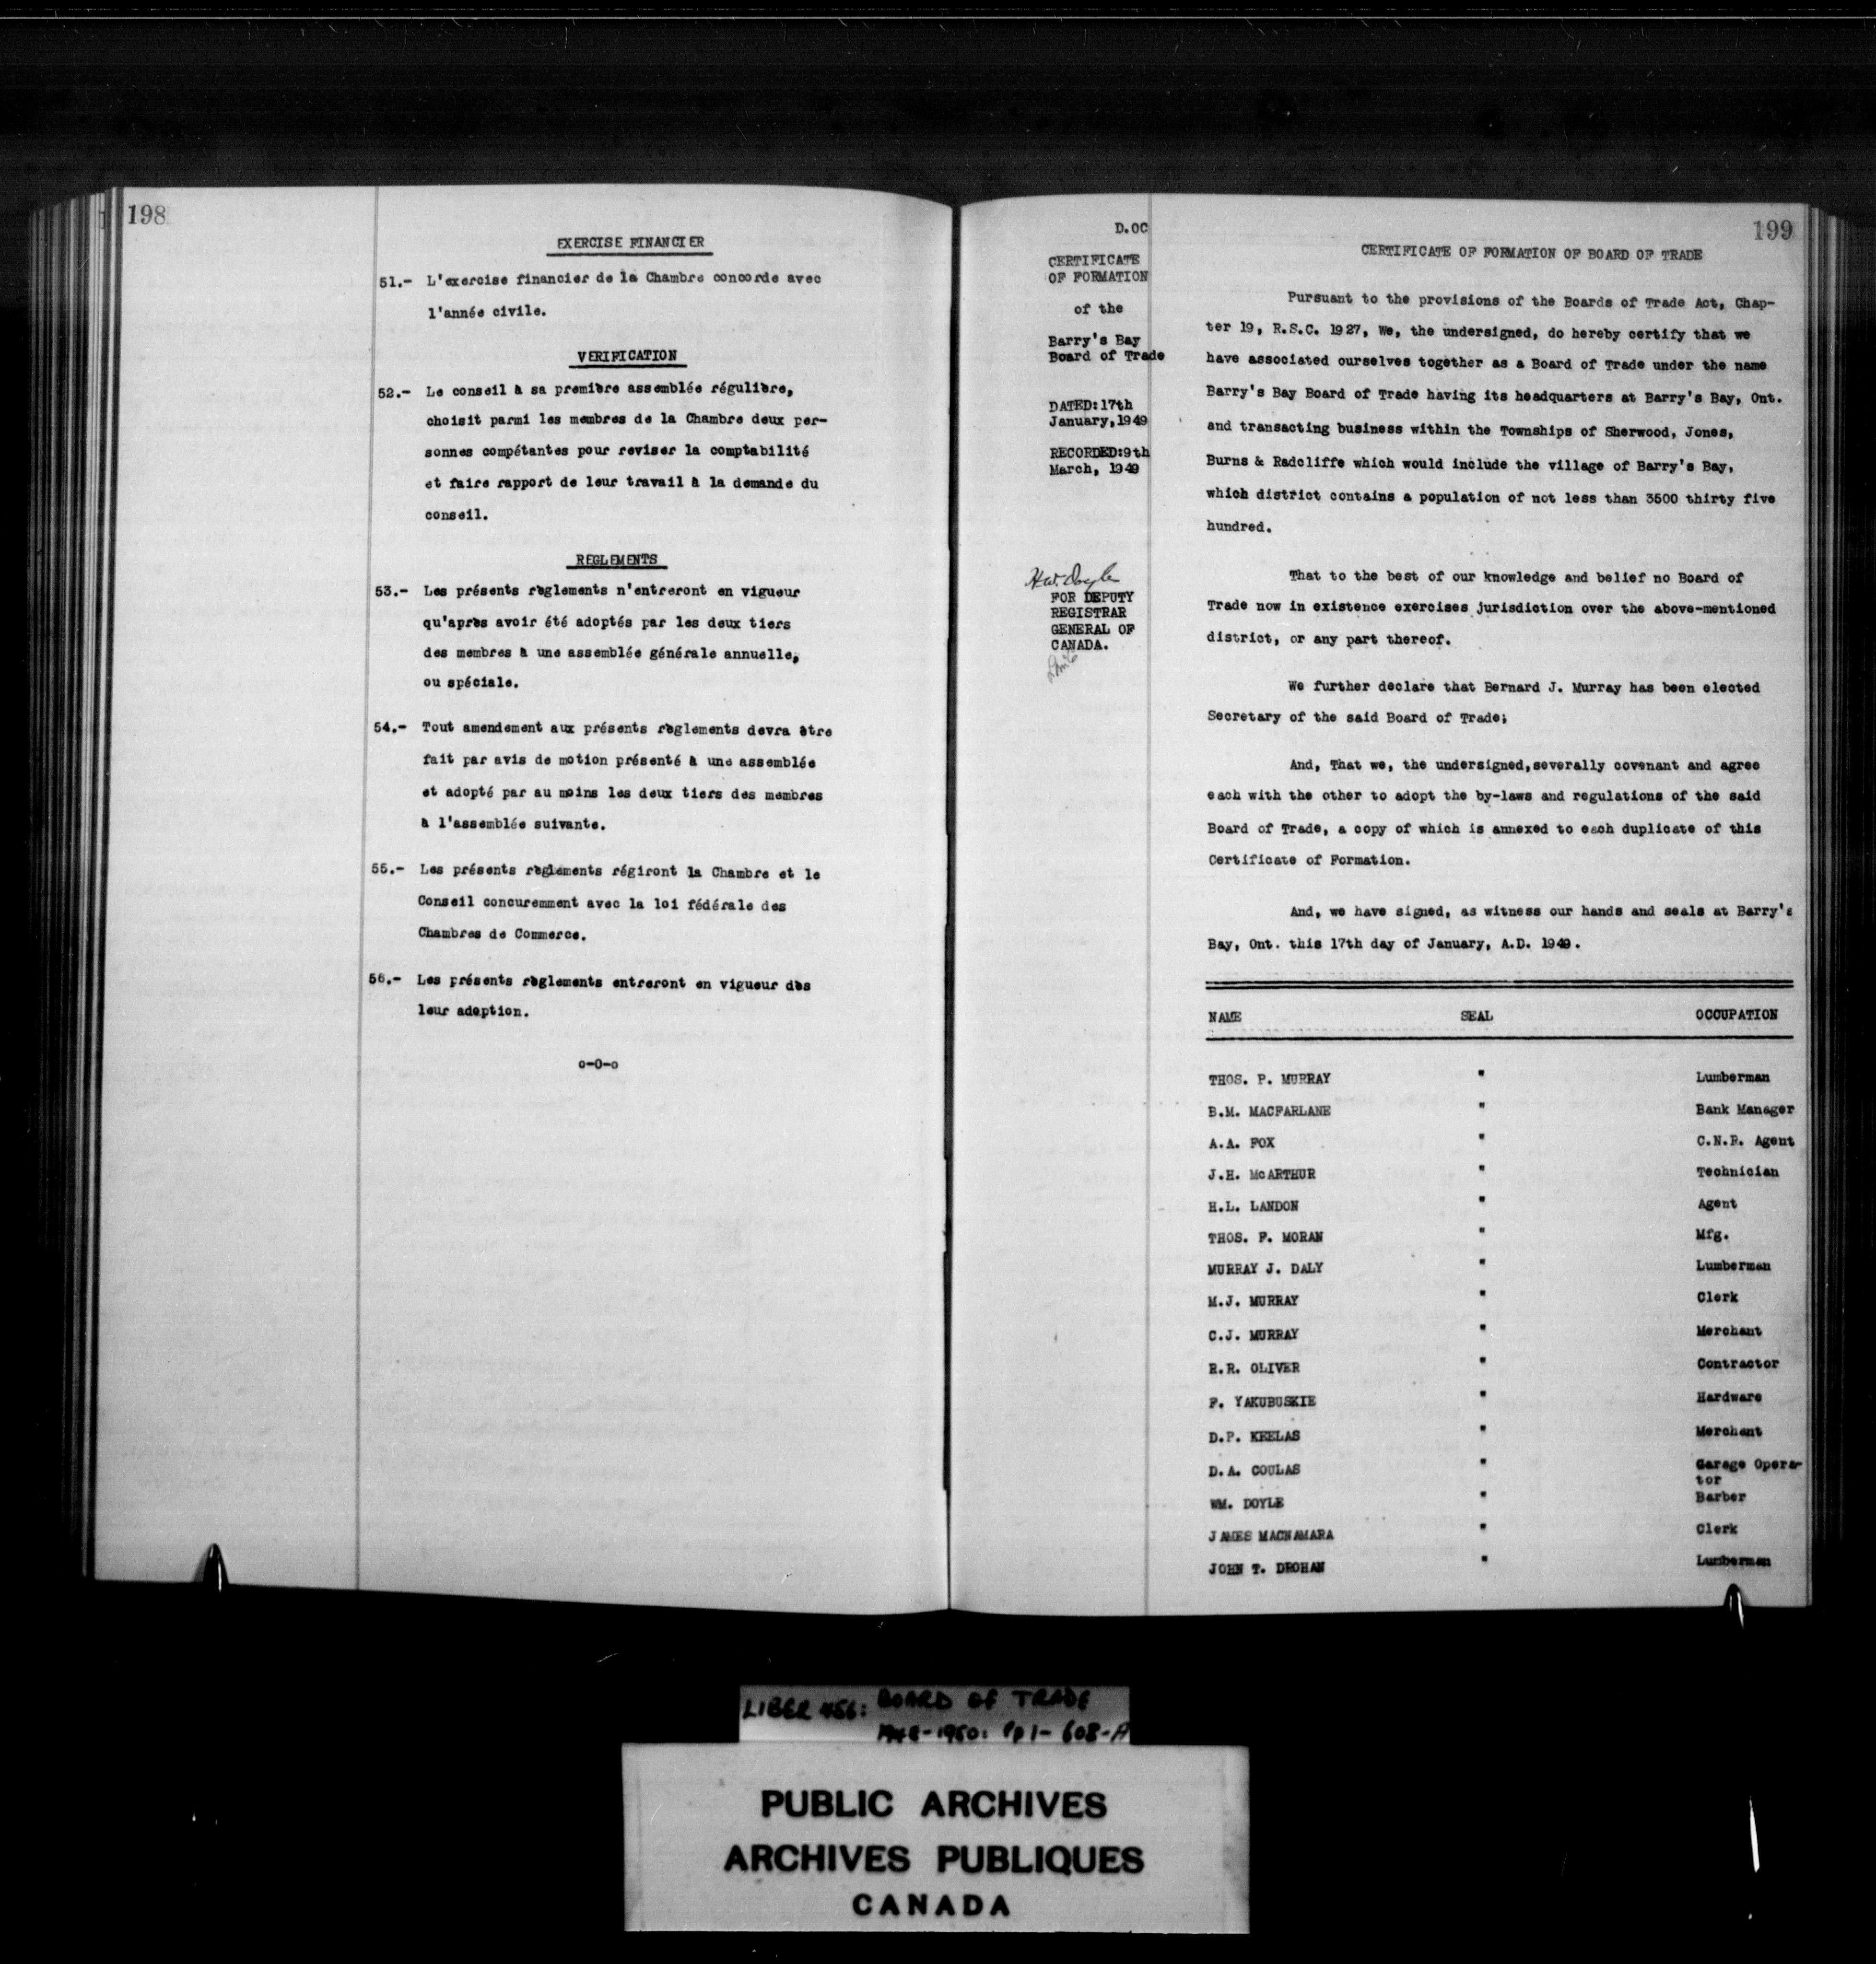 198
EXERCISE FINANCIER
51.- L'exercise financier de la Chambre concorde avec
l'année civile.
VERIFICATION
52.- Le conseil à sa première assemblée régulière,
choisit parmi les membres de la Chambre deux per-
sonnes compétantes pour reviser la comptabilité
et faire rapport de leur travail à la demande du
conseil.
REGLEMENTS
53.- Les présents règlements n'entreront en vigueur
qu'après avoir été adoptés par les deux tiers
des membres à une assemblée générale annuelle,
ou spéciale.
54.- Tout amendement aux présents règlements devra être
fait par avis de motion présenté à une assemblée
et adopté par au moins les deux tiers des membres
à l'assemblée suivante.
55.- Les présents règlements régiront la Chambre et le
Conseil concuremment avec la loi fédérale des
Chambres de Commerce.
56.- Les présents règlements entreront en vigueur dès
leur adoption.
o-O-o
199
D.OC
CERTIFICATE
OF FORMATION
of the
Barry's Bay
Board of Trade
DATED:17th
January,1949
RECORDED:9th
March, 1949
H.W. Doyle
FOR DEPUTY
REGISTRAR
GENERAL OF
CANADA.
CERTIFICATE OF FORMATION OF BOARD OF TRADE
Pursuant to the provisions of the Boards of Trade Act, Chap-
ter 19, R.S.C. 1927, We, the undersigned, do hereby certify that we
have associated ourselves together as a Board of Trade under the name
Barry's Bay Board of Trade having its headquarters at Barry's Bay, Ont.
and transacting business within the Townships of Sherwood, Jones,
Burns & Radcliffe which would include the village of Barry's Bay,
which district contains a population of not less than 3500 thirty five
hundred.
That to the best of our knowledge and belief no Board of
Trade now in existence exercises jurisdiction over the above-mentioned
district, or any part thereof.
We further declare that Bernard J. Murray has been elected
Secretary of the said Board of Trade;
And, That we, the undersigned,severally covenant and agree
each with the other to adopt the by-laws and regulations of the said
Board of Trade, a copy of which is annexed to each duplicate of this
Certificate of Formation.
And, we have signed, as witness our hands and seals at Barry's
Bay, Ont. this 17th day of January, A.D. 1949.
NAME SEAL OCCUPATION
THOS. P. MURRAY " Lumberman
B.M. MACFARLANE " Bank Manager
A.A. FOX " C.N.R. Agent
J.H. McARTHUR " Technician
H.L. LANDON " Agent
THOS. F. MORAN " Mfg.
MURRAY J. DALY " Lumberman
M.J. MURRAY " Clerk
C.J. MURRAY " Merchant
R.R. OLIVER " Contractor
F. YAKUBUSKIE " Hardware
D.P. KEELAS " Merchant
D.A. COULAS " Garage Opera-
tor
WM. DOYLE " Barber
JAMES MACNAMARA " Clerk
JOHN T. DROHAN " Lumberman
LIBER 456: BOARD OF TRADE
1948-1950: Pp 1-608-A
PUBLIC ARCHIVES
ARCHIVES PUBLIQUES
CANADA